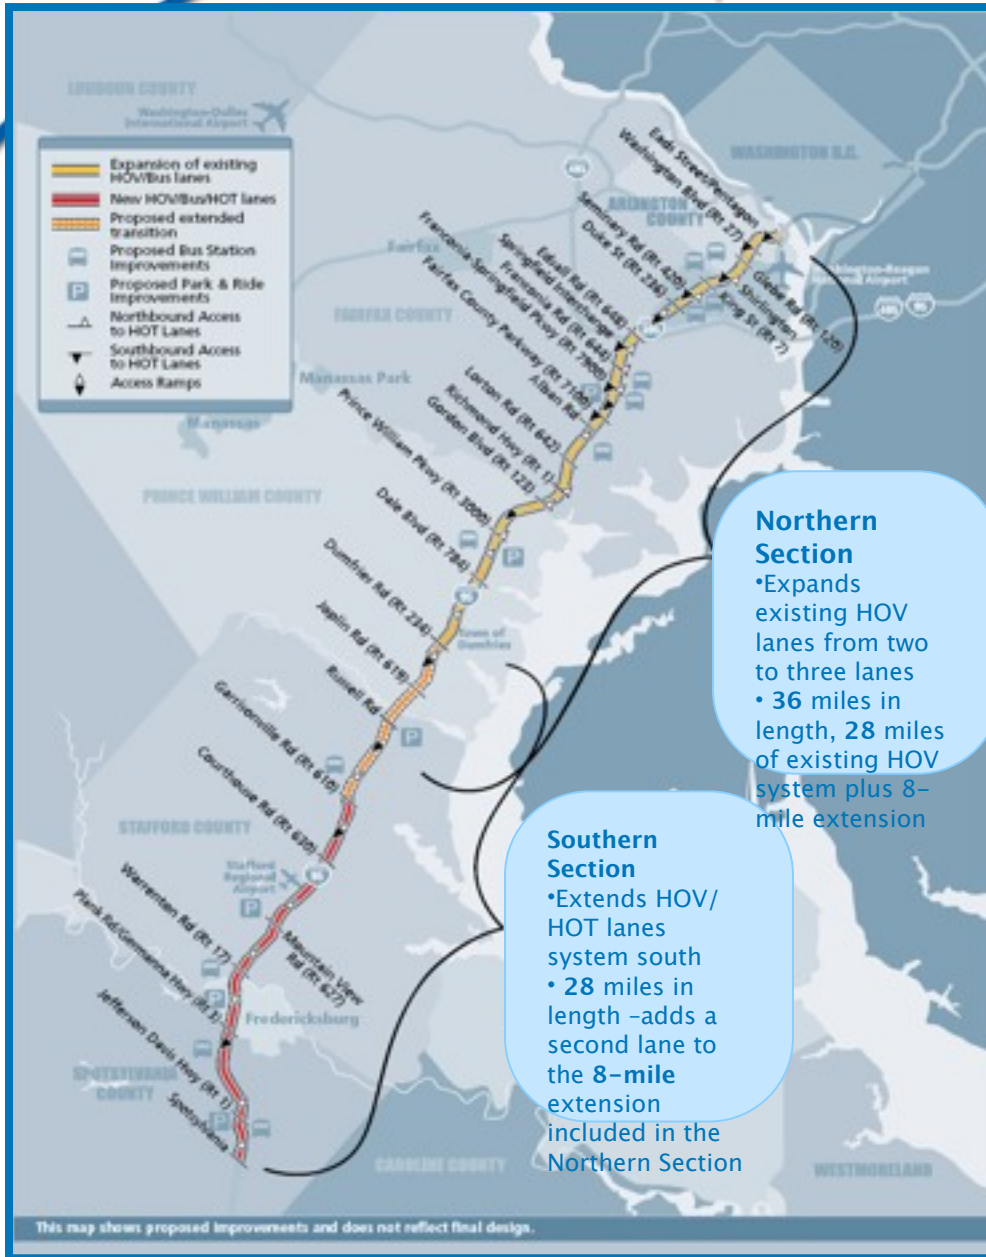 LOUDOUN COUNTY
Washington-Dulles
International Airport
Expansion of existing
HOV/Bus lanes
New HOV/Bus/HOT lanes
Proposed extended
transition
Proposed Bus Station
Improvements
P
Proposed Park & Ride
Improvements
Northbound Access
to HOT Lanes
Southbound Access
to HOT Lanes
Access Ramps
WASHINGTON D.C.
ARLINGTON
COUNTY
Fairfax
FAIRFAX COUNTY
Manassas Park
Manassas
PRINCE WILLIAM COUNTY
Eads Street/Pentagon
Washington Blvd (Rt 27)
Seminary Rd (Rt 420)
Duke St (Rt 236)
Edsall Rd (Rt 648)
Springfield Interchange
Franconia Rd (Rt 644)
Franconia-Springfield Pkwy (Rt 7900)
Fairfax County Parkway (Rt 7100)
Alban Rd
Lorton Rd (Rt 642)
Richmond Hwy (Rt 1)
Gordon Blvd (Rt 123)
Prince William Pkwy (Rt 3000)
Dale Blvd (Rt 784)
Dumfries Rd (Rt 234)
Joplin Rd (Rt 619)
Russell Rd
Garrisonville Rd (Rt 610)
Courthouse Rd (Rt 630)
Warrenton Rd (Rt 17)
Plank Rd/Germanna Hwy (Rt 3)
Jefferson Davis Hwy (Rt 1)
Spotsylvania
Glebe Rd (Rt 120)
Shirlington
King St (Rt 7)
Washington-Reagan
National Airport
495
95
P
P
95
Town of
Dumfries
P
STAFFORD COUNTY
Stafford
Regional
Airport
95
P
Mountain View
Rd (Rt 627)
P
Fredericksburg
SPOTSYLVANIA
COUNTY
P
CAROLINE COUNTY
WESTMORELAND
Northern
Section
•Expands
existing HOV
lanes from two
to three lanes
• 36 miles in
length, 28 miles
of existing HOV
system plus 8-
mile extension
Southern
Section
•Extends HOV/
HOT lanes
system south
• 28 miles in
length –adds a
second lane to
the 8-mile
extension
included in the
Northern Section
This map shows proposed improvements and does not reflect final design.